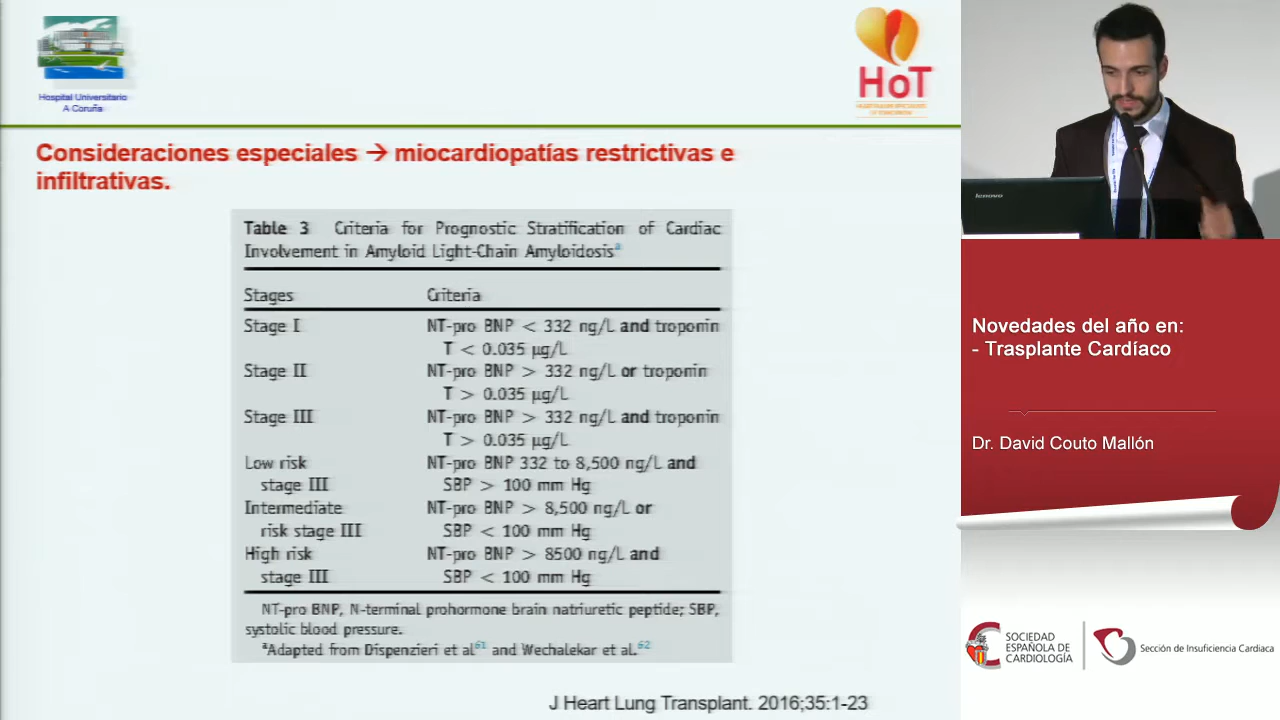 Hospital Universitario
A Coruña
HoT
Consideraciones especiales → miocardiopatías restrictivas e
infiltrativas.
Table 3 Criteria for Prognostic Stratification of Cardiac
Involvement in Amyloid Light-Chain Amyloidosisª
Stages Criteria
Stage I NT-pro BNP < 332 ng/L and troponin
T < 0.035 µg/L
Stage II NT-pro BNP > 332 ng/L or troponin
T > 0.035 µg/L
Stage III NT-pro BNP > 332 ng/L and troponin
T > 0.035 µg/L
Low risk NT-pro BNP 332 to 8,500 ng/L and
stage III SBP > 100 mm Hg
Intermediate NT-pro BNP > 8,500 ng/L or
risk stage III SBP < 100 mm Hg
High risk NT-pro BNP > 8500 ng/L and
stage III SBP < 100 mm Hg
NT-pro BNP, N-terminal prohormone brain natriuretic peptide; SBP,
systolic blood pressure.
ªAdapted from Dispenzieri et al⁶¹ and Wechalekar et al.⁶²
J Heart Lung Transplant. 2016;35:1-23
lenovo
Novedades del año en:
- Trasplante Cardíaco
Dr. David Couto Mallón
SOCIEDAD
ESPAÑOLA DE
CARDIOLOGÍA
Sección de Insuficiencia Cardiaca